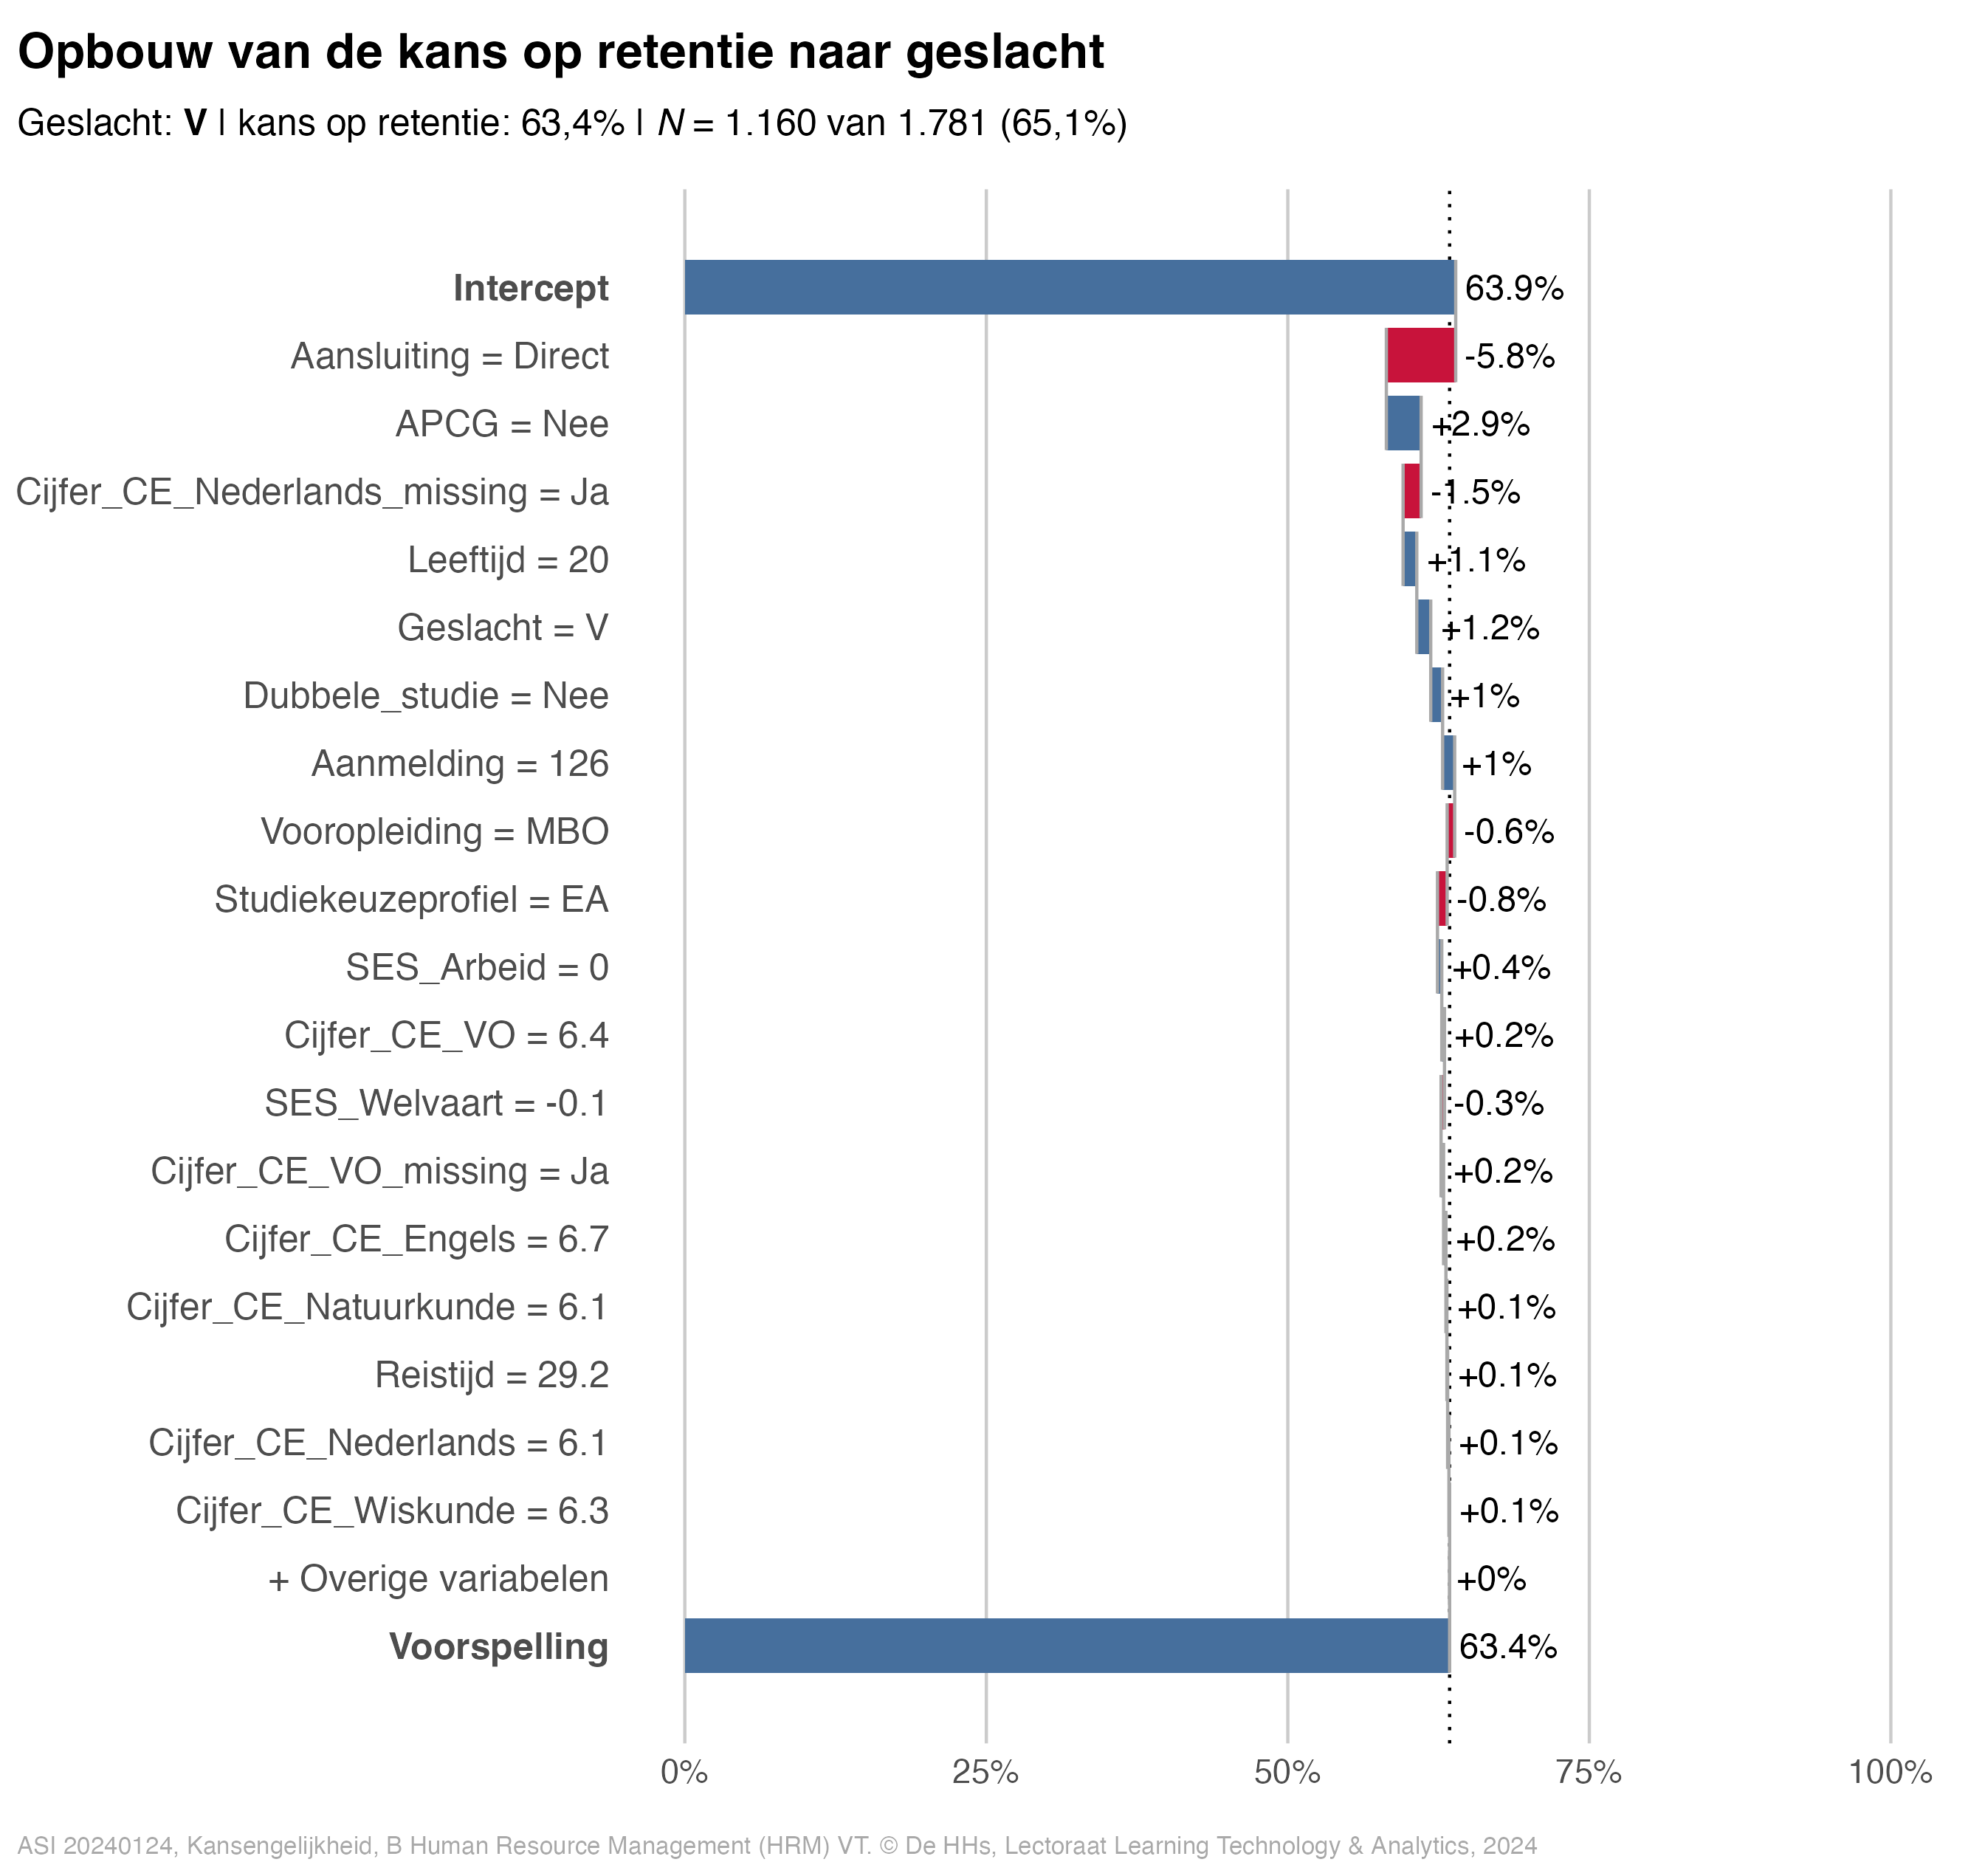 Opbouw van de kans op retentie naar geslacht
Geslacht: V | kans op retentie: 63,4% | N = 1.160 van 1.781 (65,1%)
Intercept 63.9%
Aansluiting = Direct -5.8%
APCG = Nee +2.9%
Cijfer_CE_Nederlands_missing = Ja -1.5%
Leeftijd = 20 +1.1%
Geslacht = V +1.2%
Dubbele_studie = Nee +1%
Aanmelding = 126 +1%
Vooropleiding = MBO -0.6%
Studiekeuzeprofiel = EA -0.8%
SES_Arbeid = 0 +0.4%
Cijfer_CE_VO = 6.4 +0.2%
SES_Welvaart = -0.1 -0.3%
Cijfer_CE_VO_missing = Ja +0.2%
Cijfer_CE_Engels = 6.7 +0.2%
Cijfer_CE_Natuurkunde = 6.1 +0.1%
Reistijd = 29.2 +0.1%
Cijfer_CE_Nederlands = 6.1 +0.1%
Cijfer_CE_Wiskunde = 6.3 +0.1%
+ Overige variabelen +0%
Voorspelling 63.4%
0% 25% 50% 75% 100%
ASI 20240124, Kansengelijkheid, B Human Resource Management (HRM) VT. © De HHs, Lectoraat Learning Technology & Analytics, 2024